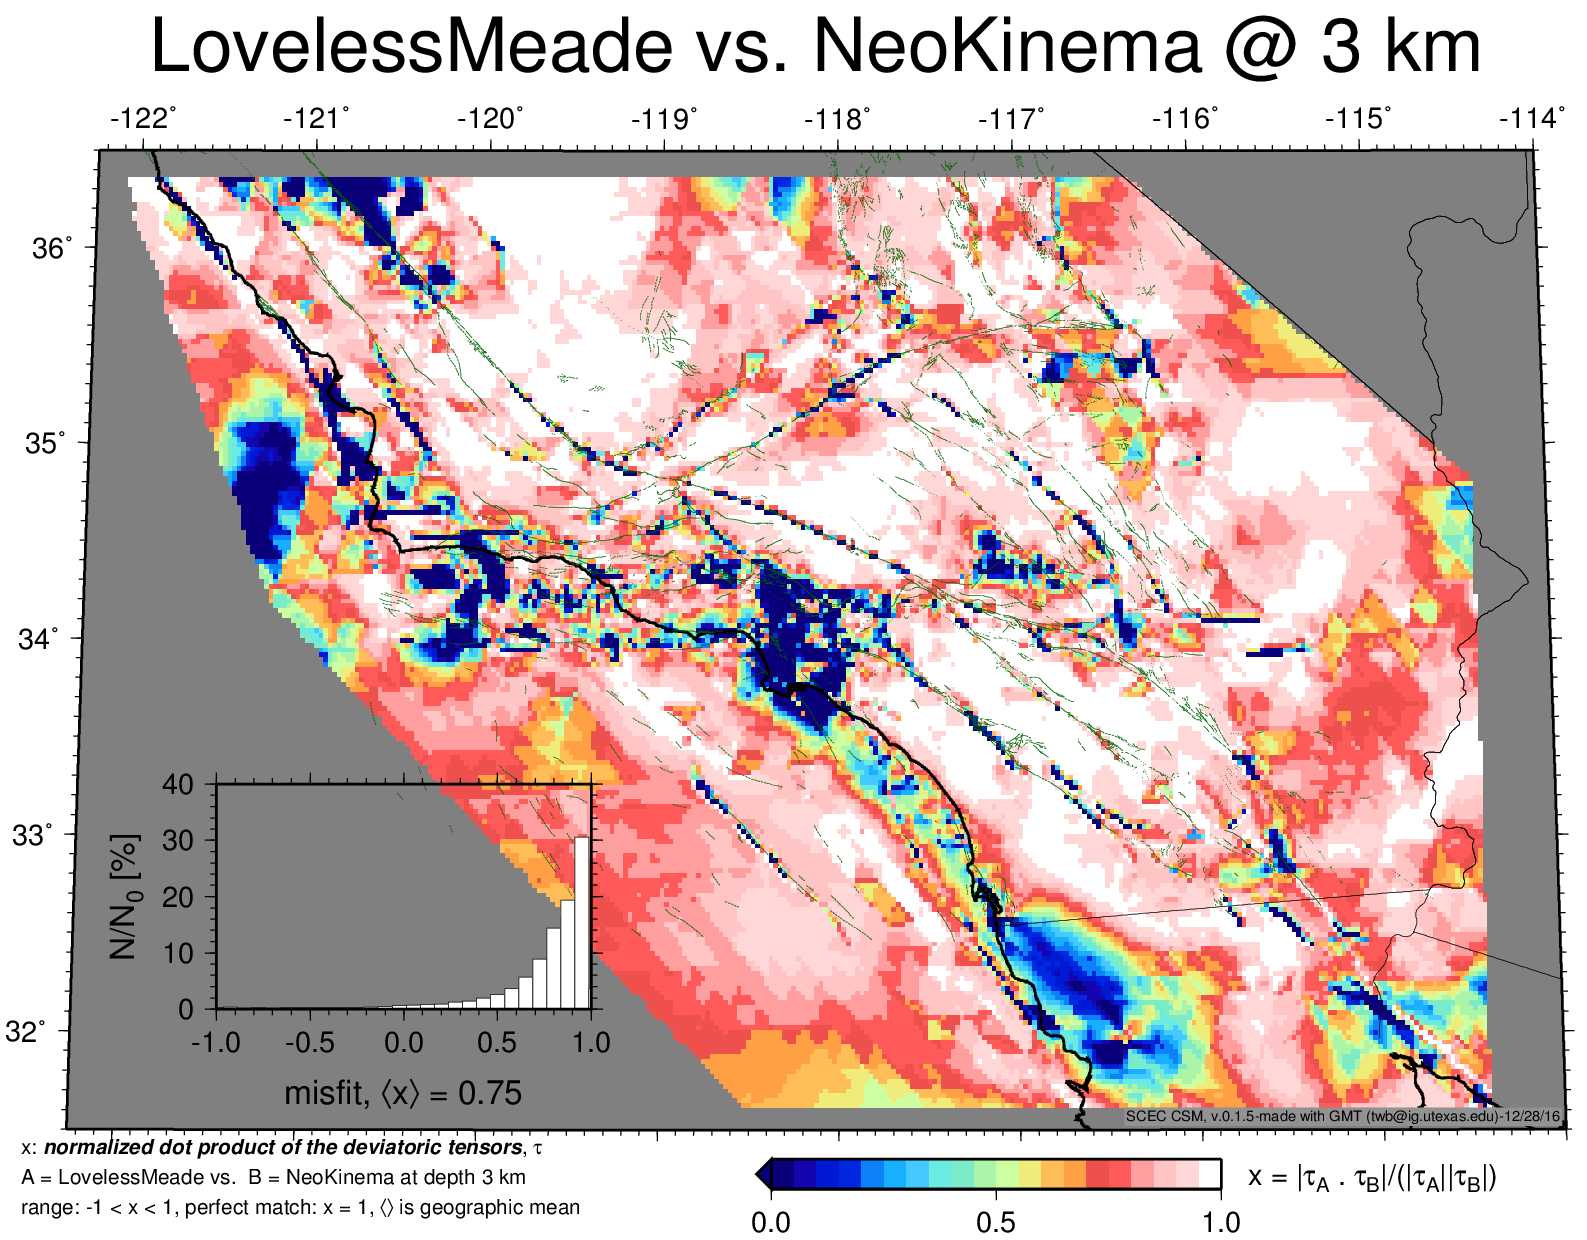 LovelessMeade vs. NeoKinema @ 3 km
-122˚ -121˚ -120˚ -119˚ -118˚ -117˚ -116˚ -115˚ -114˚
36˚
35˚
34˚
33˚
32˚
40
30
20
10
0
N/N₀ [%]
-1.0 -0.5 0.0 0.5 1.0
misfit, ⟨x⟩ = 0.75
SCEC CSM, v.0.1.5-made with GMT (twb@ig.utexas.edu)-12/28/16
x: normalized dot product of the deviatoric tensors, τ
A = LovelessMeade vs. B = NeoKinema at depth 3 km
range: -1 < x < 1, perfect match: x = 1, ⟨⟩ is geographic mean
x = |τA . τB|/(|τA||τB|)
0.0 0.5 1.0